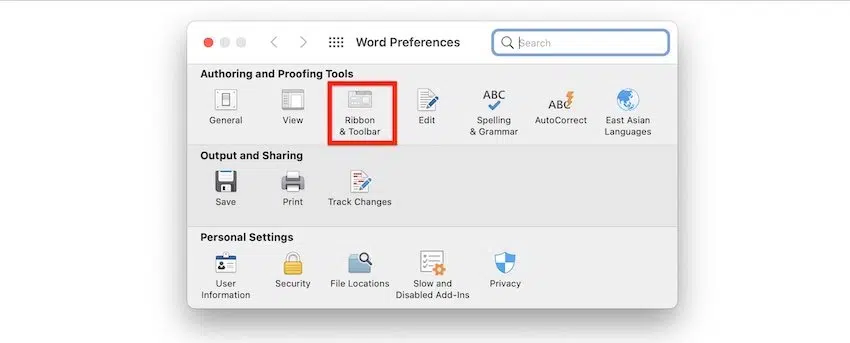 Word Preferences
Search
Authoring and Proofing Tools
General
View
Ribbon
& Toolbar
Edit
ABC
Spelling
& Grammar
ABC
AutoCorrect
East Asian
Languages
Output and Sharing
Save
Print
Track Changes
Personal Settings
User
Information
Security
File Locations
Slow and
Disabled Add-Ins
Privacy